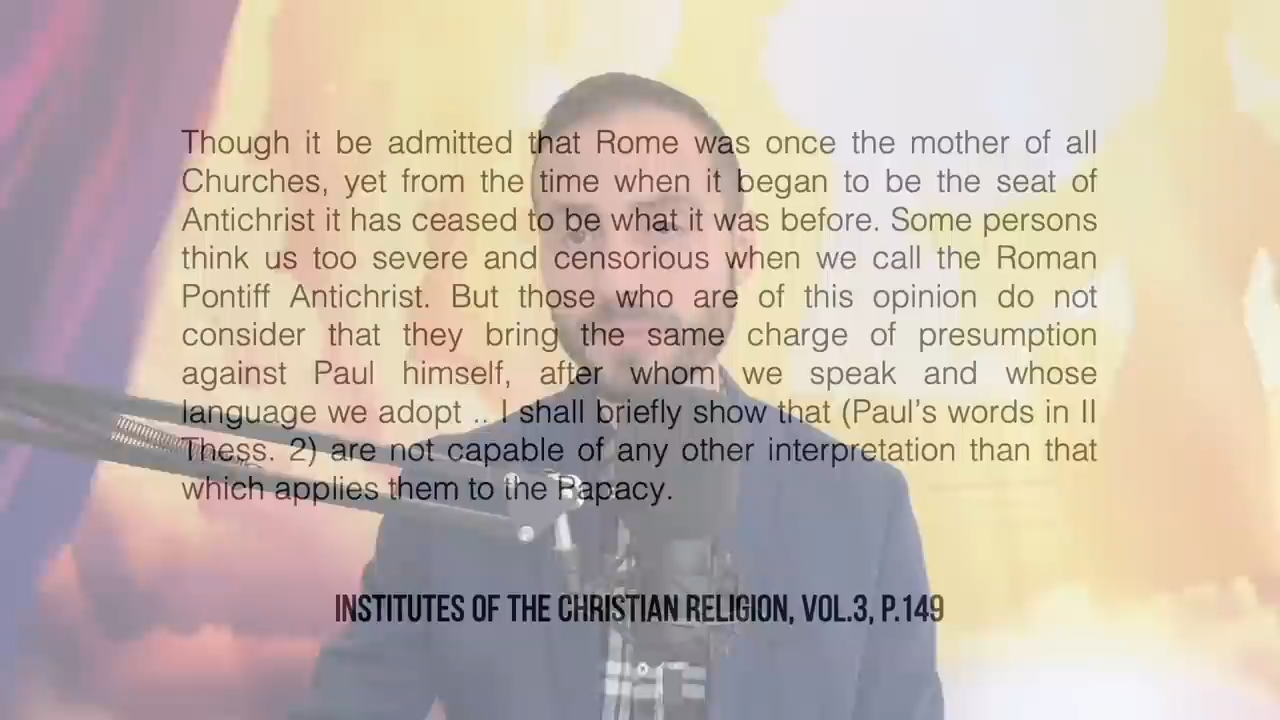 Though it be admitted that Rome was once the mother of all
Churches, yet from the time when it began to be the seat of
Antichrist it has ceased to be what it was before. Some persons
think us too severe and censorious when we call the Roman
Pontiff Antichrist. But those who are of this opinion do not
consider that they bring the same charge of presumption
against Paul himself, after whom we speak and whose
language we adopt .. I shall briefly show that (Paul’s words in II
Thess. 2) are not capable of any other interpretation than that
which applies them to the Papacy.
INSTITUTES OF THE CHRISTIAN RELIGION, VOL.3, P.149